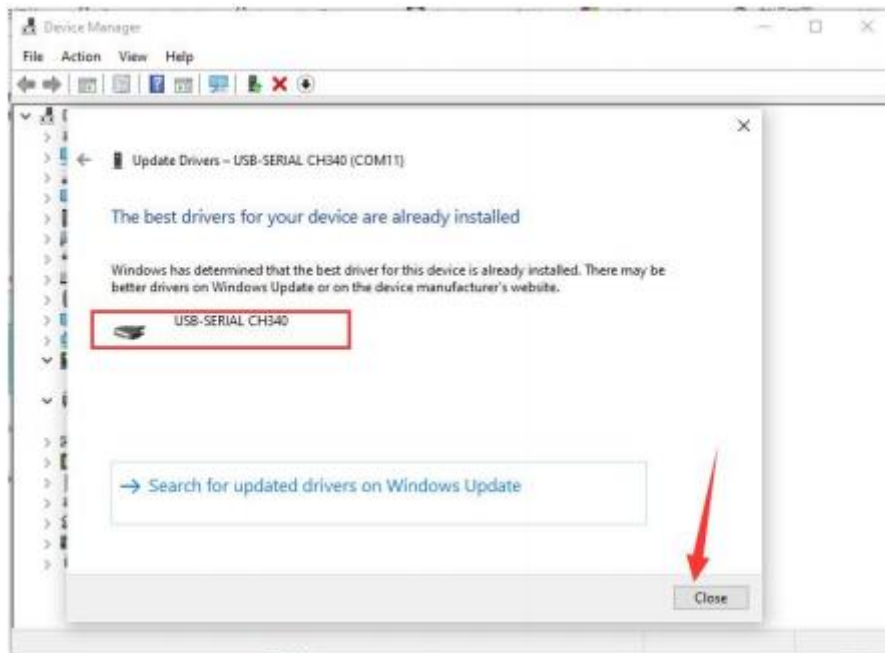 Device Manager
File Action View Help
Update Drivers – USB-SERIAL CH340 (COM11)
The best drivers for your device are already installed
Windows has determined that the best driver for this device is already installed. There may be
better drivers on Windows Update or on the device manufacturer's website.
USB-SERIAL CH340
Search for updated drivers on Windows Update
Close